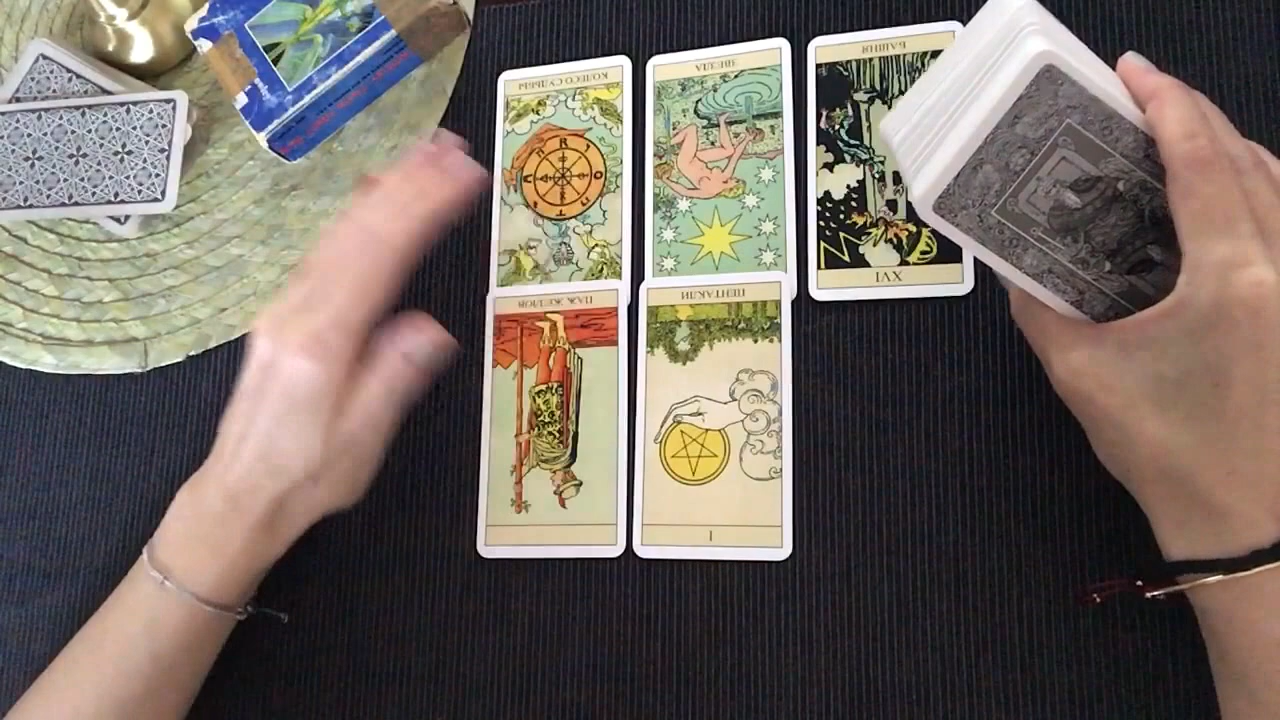 КОЛЕСО СУДЬБЫ
ЗВЕЗДА
БАШНЯ
XVI
ПАЖ ЖЕЗЛОВ
ПЕНТАКЛИ
I